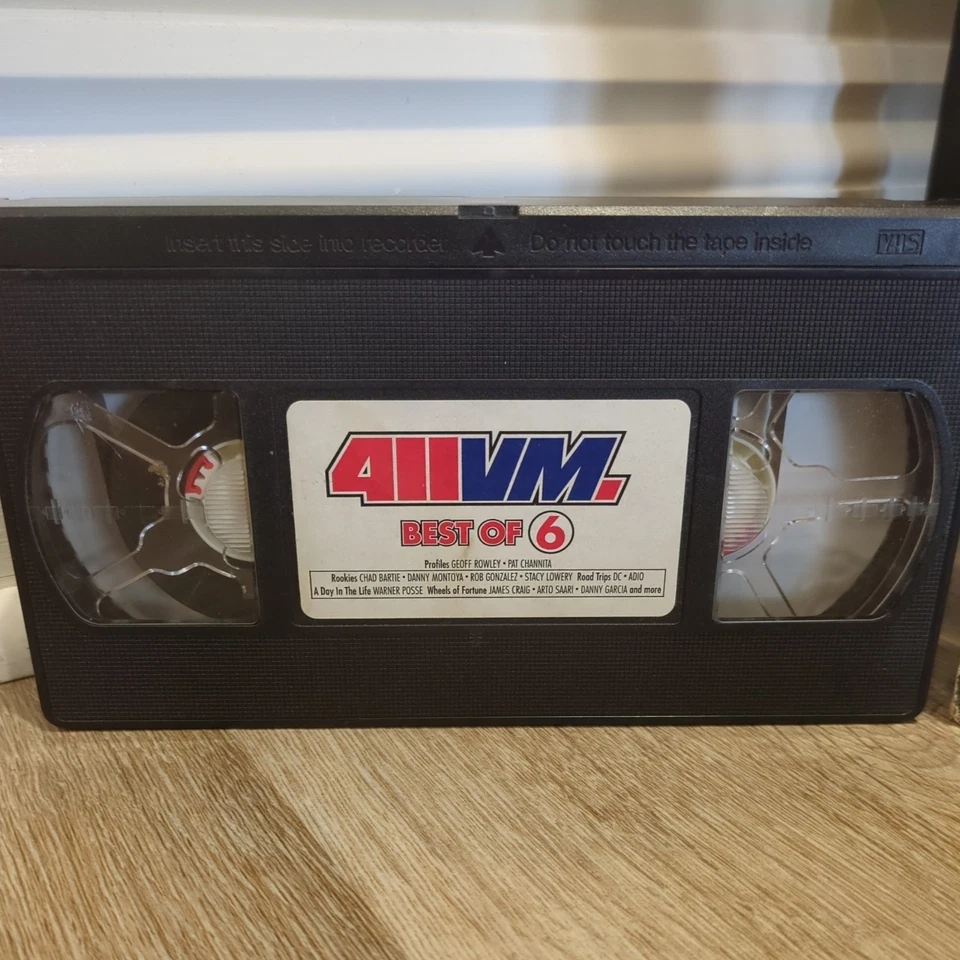 Insert this side into recorder Do not touch the tape inside VHS
411VM.
BEST OF 6
Profiles GEOFF ROWLEY • PAT CHANNITA
Rookies CHAD BARTIE • DANNY MONTOYA • ROB GONZALEZ • STACY LOWERY Road Trips DC • ADIO
A Day In The Life WARNER POSSE Wheels of Fortune JAMES CRAIG • ARTO SAARI • DANNY GARCIA and more